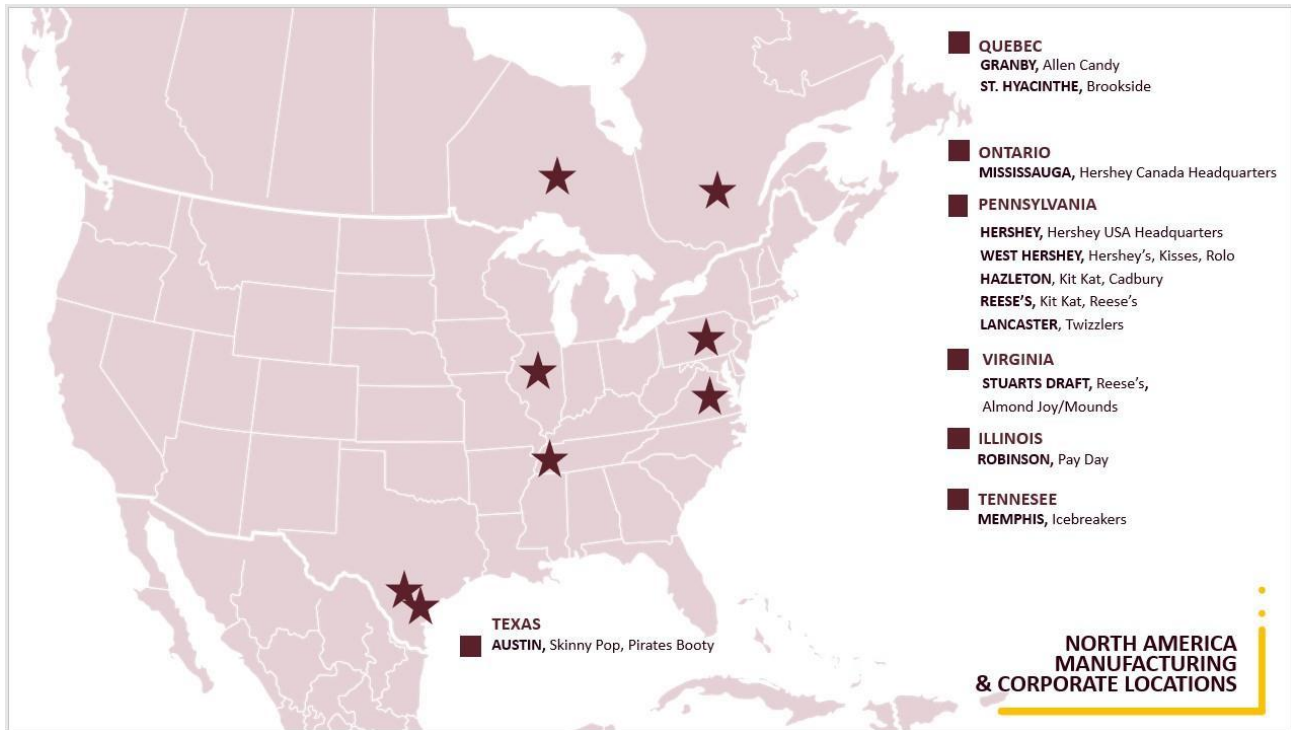 QUEBEC
GRANBY, Allen Candy
ST. HYACINTHE, Brookside
ONTARIO
MISSISSAUGA, Hershey Canada Headquarters
PENNSYLVANIA
HERSHEY, Hershey USA Headquarters
WEST HERSHEY, Hershey’s, Kisses, Rolo
HAZLETON, Kit Kat, Cadbury
REESE’S, Kit Kat, Reese’s
LANCASTER, Twizzlers
VIRGINIA
STUARTS DRAFT, Reese’s,
Almond Joy/Mounds
ILLINOIS
ROBINSON, Pay Day
TENNESEE
MEMPHIS, Icebreakers
TEXAS
AUSTIN, Skinny Pop, Pirates Booty
NORTH AMERICA
MANUFACTURING
& CORPORATE LOCATIONS